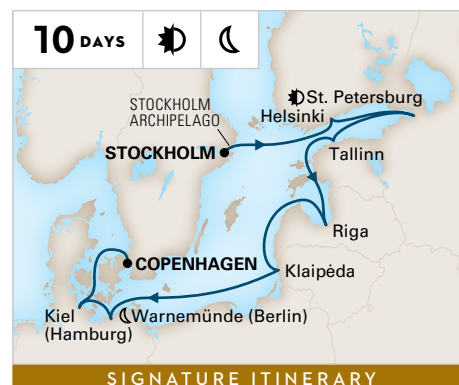 10 DAYS
STOCKHOLM
ARCHIPELAGO
St. Petersburg
Helsinki
STOCKHOLM
Tallinn
Riga
COPENHAGEN
Klaipėda
Kiel
(Hamburg)
Warnemünde (Berlin)
SIGNATURE ITINERARY